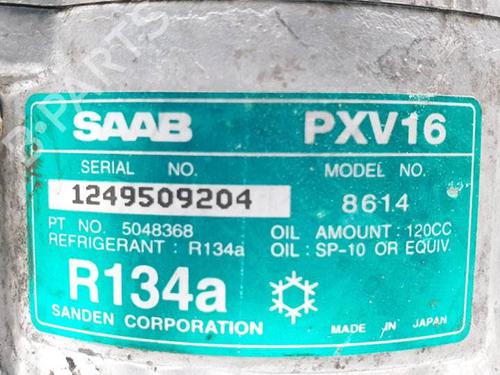 B-PARTS
SAAB PXV16
SERIAL NO. MODEL NO.
1249509204 8614
PT NO. 5048368 OIL AMOUNT : 120CC
REFRIGERANT : R134a OIL : SP-10 OR EQUIV.
R134a
SANDEN CORPORATION MADE IN JAPAN